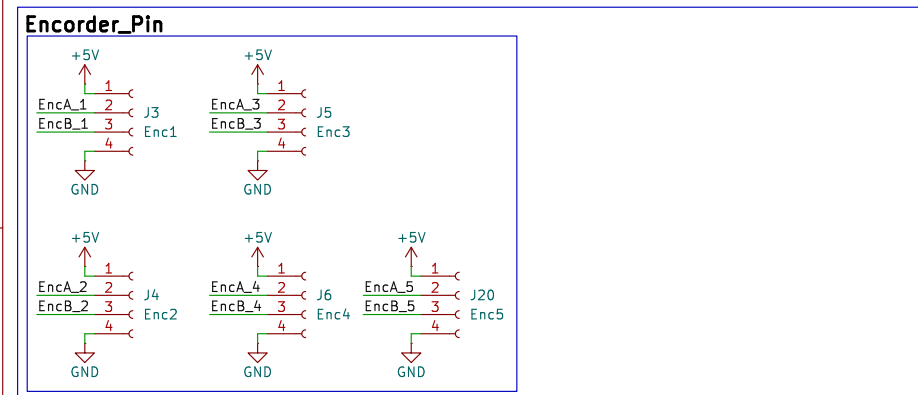 Encorder_Pin
+5V
1
EncA_1 2 J3
EncB_1 3 Enc1
4
GND
+5V
1
EncA_3 2 J5
EncB_3 3 Enc3
4
GND
+5V
1
EncA_2 2 J4
EncB_2 3 Enc2
4
GND
+5V
1
EncA_4 2 J6
EncB_4 3 Enc4
4
GND
+5V
1
EncA_5 2 J20
EncB_5 3 Enc5
4
GND